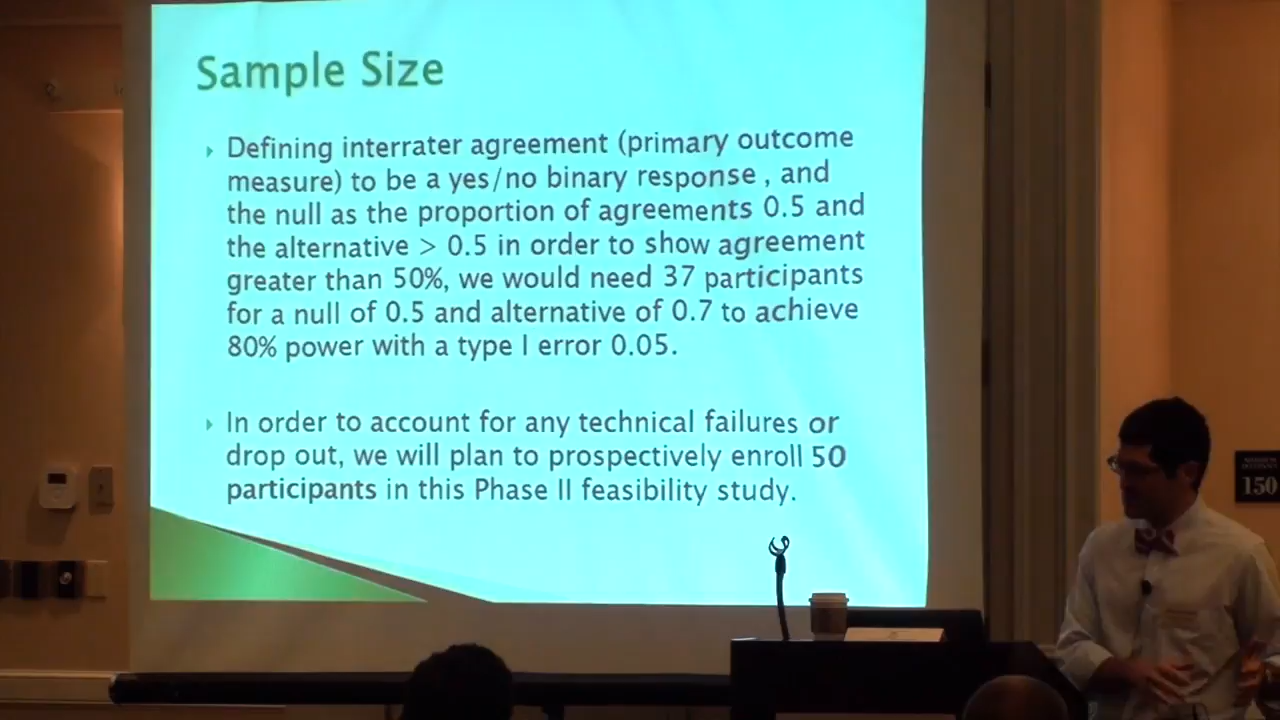 Sample Size
Defining interrater agreement (primary outcome
measure) to be a yes/no binary response , and
the null as the proportion of agreements 0.5 and
the alternative > 0.5 in order to show agreement
greater than 50%, we would need 37 participants
for a null of 0.5 and alternative of 0.7 to achieve
80% power with a type I error 0.05.
In order to account for any technical failures or
drop out, we will plan to prospectively enroll 50
participants in this Phase II feasibility study.
150